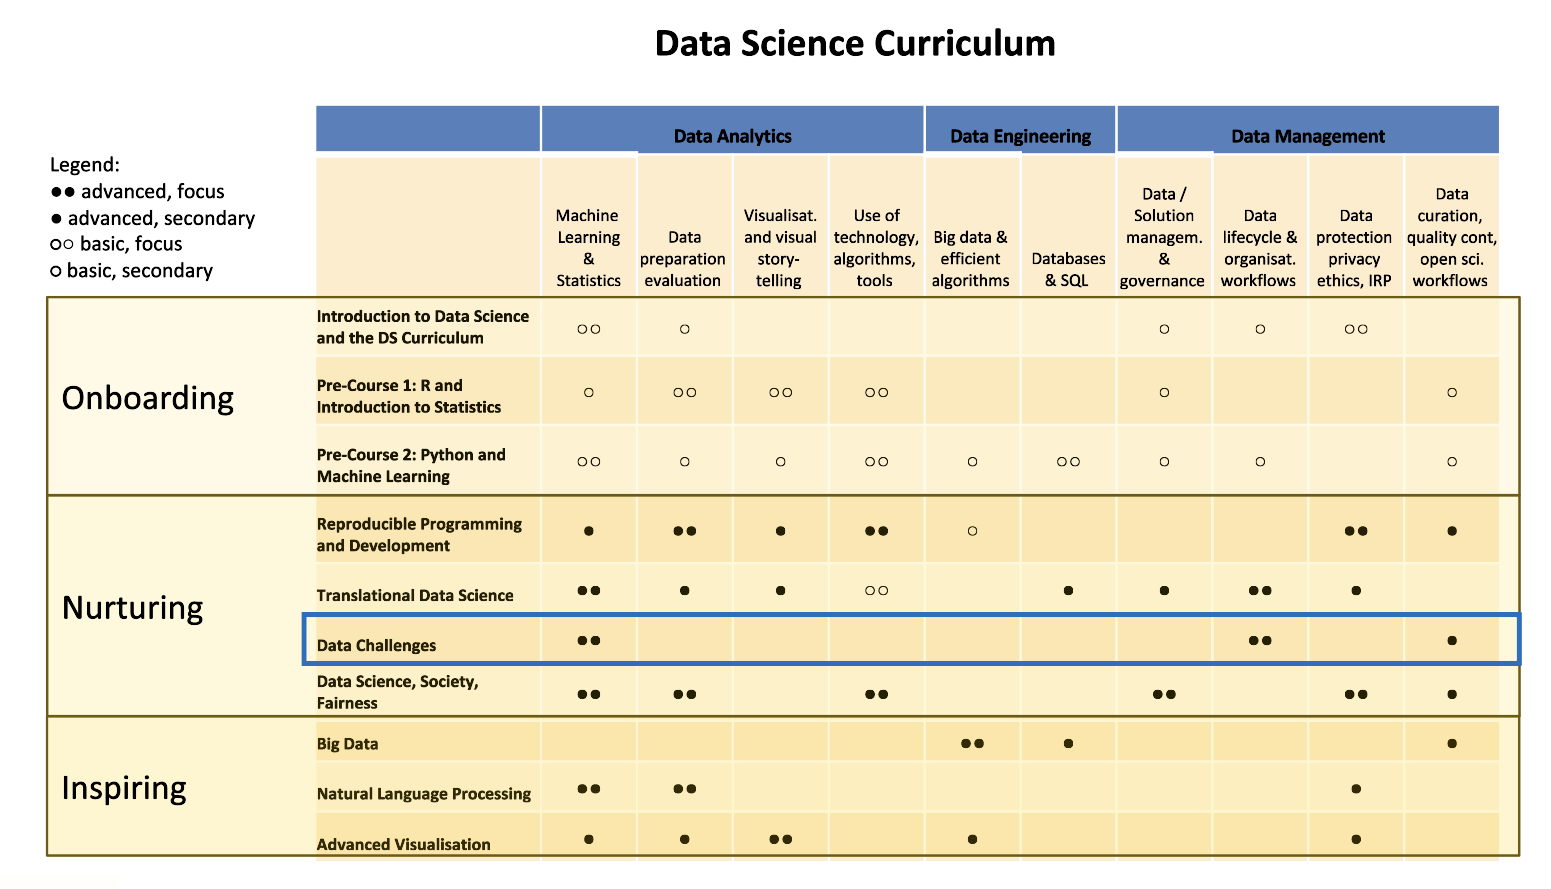 Data Science Curriculum
Legend:
●● advanced, focus
● advanced, secondary
○○ basic, focus
○ basic, secondary
Data Analytics
Data Engineering
Data Management
Machine
Learning
&
Statistics
Data
preparation
evaluation
Visualisat.
and visual
story-
telling
Use of
technology,
algorithms,
tools
Big data &
efficient
algorithms
Databases
& SQL
Data /
Solution
managem.
&
governance
Data
lifecycle &
organisat.
workflows
Data
protection
privacy
ethics, IRP
Data
curation,
quality cont,
open sci.
workflows
Onboarding
Introduction to Data Science
and the DS Curriculum
○○ ○ ○ ○ ○○
Pre-Course 1: R and
Introduction to Statistics
○ ○○ ○○ ○○ ○ ○
Pre-Course 2: Python and
Machine Learning
○○ ○ ○ ○○ ○ ○○ ○ ○ ○
Nurturing
Reproducible Programming
and Development
● ●● ● ●● ○ ●● ●
Translational Data Science
●● ● ● ○○ ● ● ●● ●
Data Challenges
●● ●● ●
Data Science, Society,
Fairness
●● ●● ●● ●● ●● ●
Inspiring
Big Data
●● ● ●
Natural Language Processing
●● ●● ●
Advanced Visualisation
● ● ●● ● ●